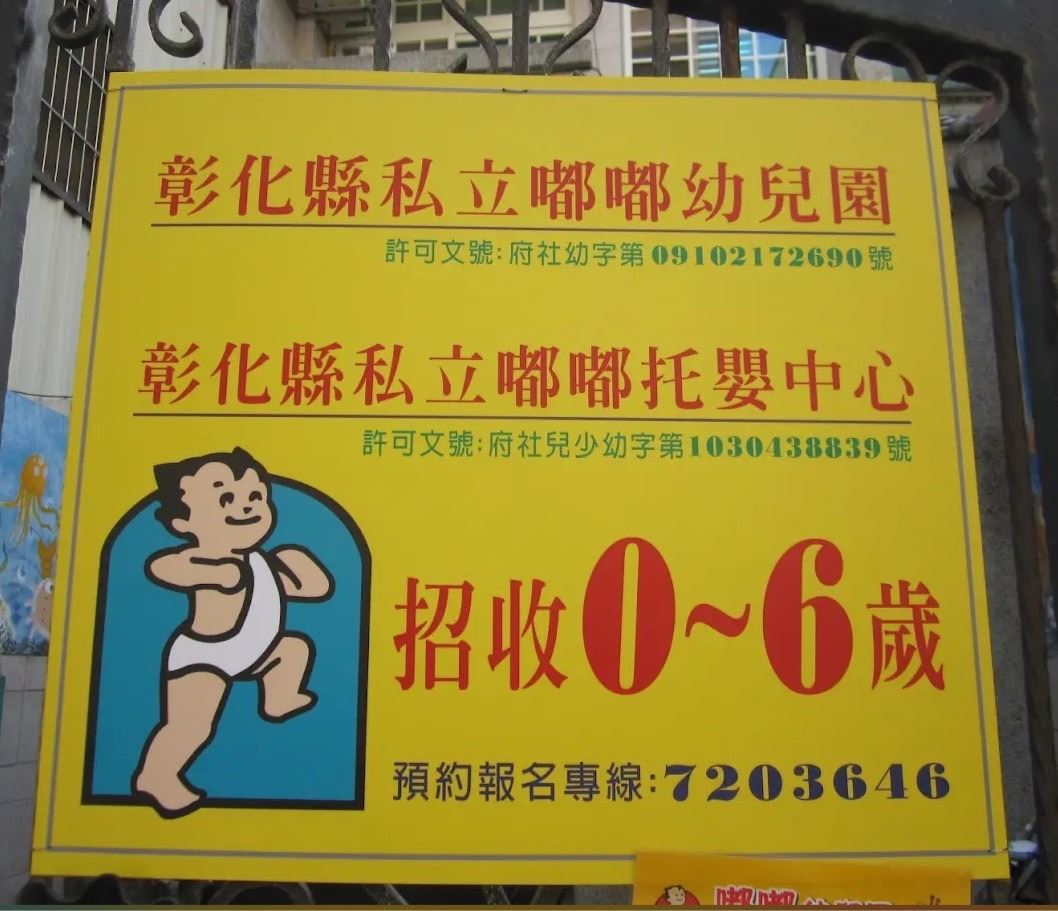 彰化縣私立嘟嘟幼兒園
許可文號:府社幼字第09102172690號
彰化縣私立嘟嘟托嬰中心
許可文號:府社兒少幼字第1030438839號
招收0~6歲
預約報名專線:7203646
嘟嘟